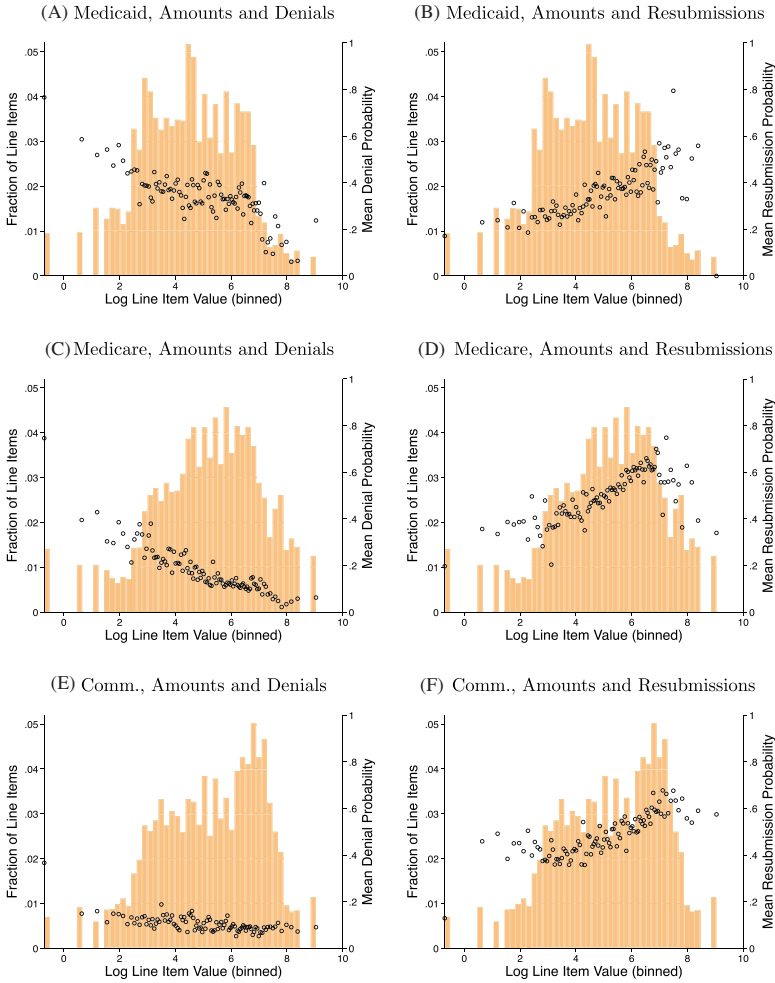 (A) Medicaid, Amounts and Denials
.05
.04
.03
.02
.01
0
Fraction of Line Items
1
.8
.6
.4
.2
0
Mean Denial Probability
0 2 4 6 8 10
Log Line Item Value (binned)
(B) Medicaid, Amounts and Resubmissions
.05
.04
.03
.02
.01
0
Fraction of Line Items
1
.8
.6
.4
.2
0
Mean Resubmission Probability
0 2 4 6 8 10
Log Line Item Value (binned)
(C) Medicare, Amounts and Denials
.05
.04
.03
.02
.01
0
Fraction of Line Items
1
.8
.6
.4
.2
0
Mean Denial Probability
0 2 4 6 8 10
Log Line Item Value (binned)
(D) Medicare, Amounts and Resubmissions
.05
.04
.03
.02
.01
0
Fraction of Line Items
1
.8
.6
.4
.2
0
Mean Resubmission Probability
0 2 4 6 8 10
Log Line Item Value (binned)
(E) Comm., Amounts and Denials
.05
.04
.03
.02
.01
0
Fraction of Line Items
1
.8
.6
.4
.2
0
Mean Denial Probability
0 2 4 6 8 10
Log Line Item Value (binned)
(F) Comm., Amounts and Resubmissions
.05
.04
.03
.02
.01
0
Fraction of Line Items
1
.8
.6
.4
.2
0
Mean Resubmission Probability
0 2 4 6 8 10
Log Line Item Value (binned)